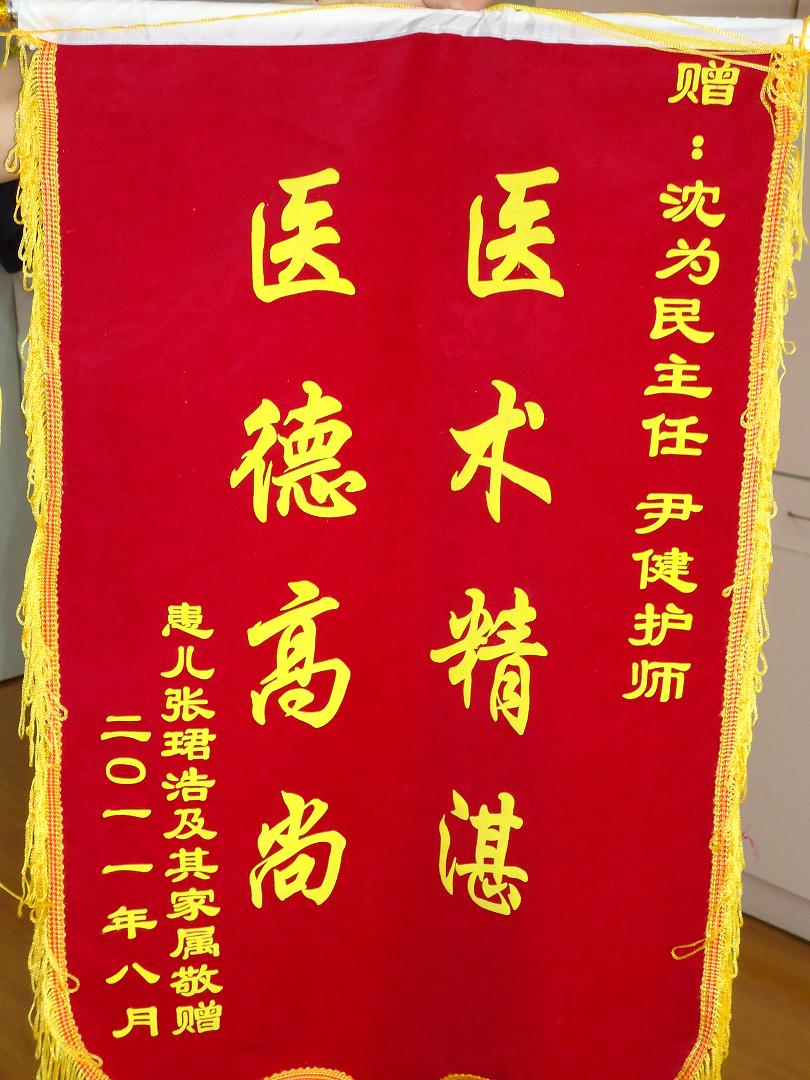 赠：沈为民主任 尹健护师
医术精湛
医德高尚
患儿张珺浩及其家属敬赠
二〇一一年八月